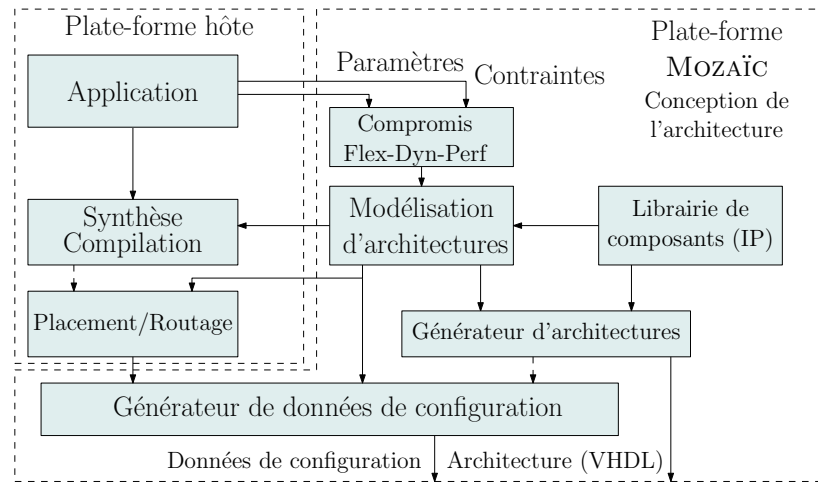 Plate-forme hôte
Plate-forme
MOZAÏC
Conception de
l'architecture
Application
Paramètres
Contraintes
Compromis
Flex-Dyn-Perf
Synthèse
Compilation
Modélisation
d'architectures
Librairie de
composants (IP)
Placement/Routage
Générateur d'architectures
Générateur de données de configuration
Données de configuration
Architecture (VHDL)